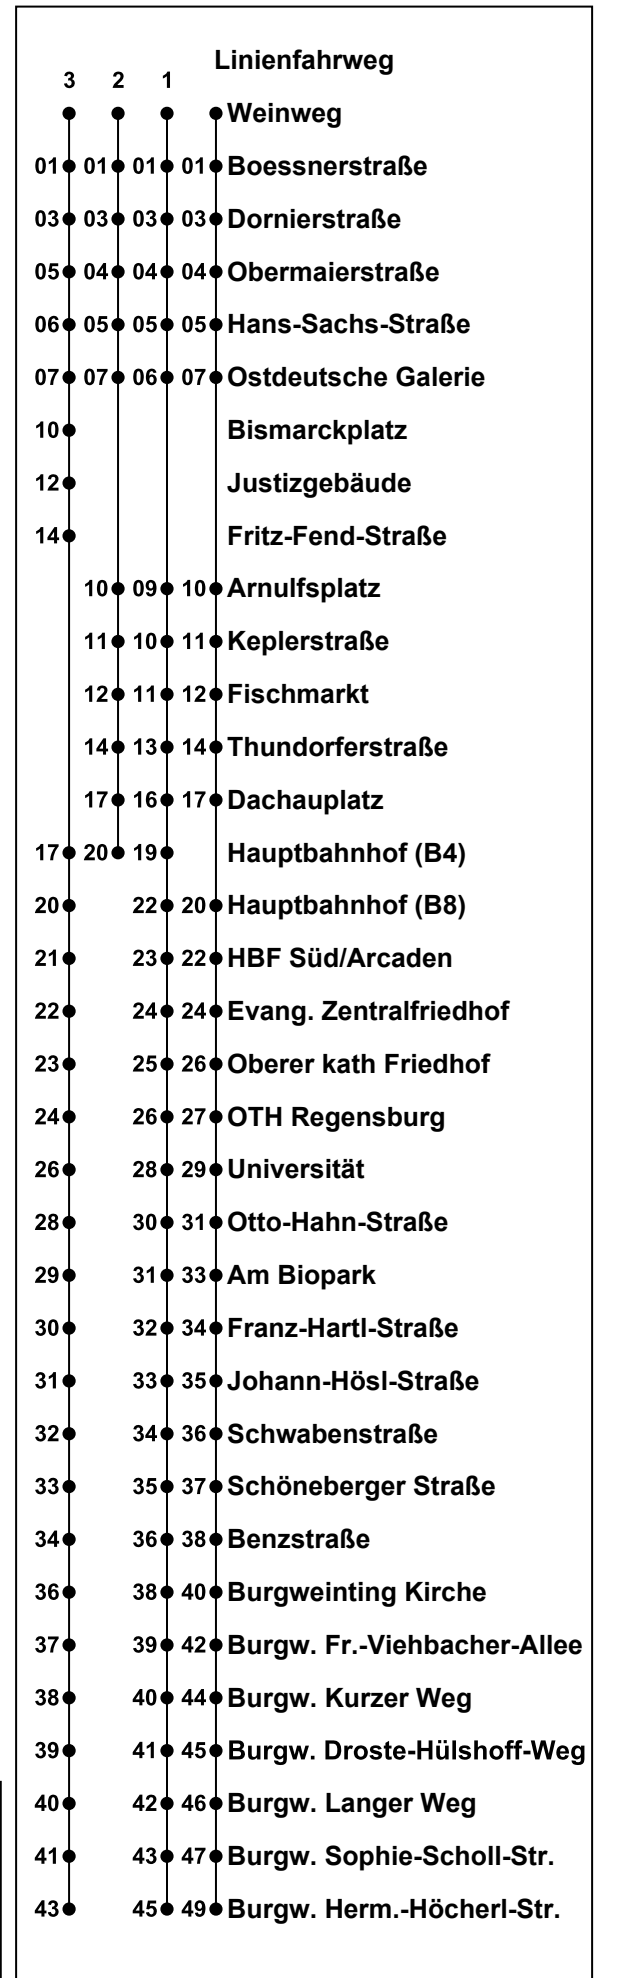 Linienfahrweg
3 2 1
Weinweg
01 01 01 01 Boessnerstraße
03 03 03 03 Dornierstraße
05 04 04 04 Obermaierstraße
06 05 05 05 Hans-Sachs-Straße
07 07 06 07 Ostdeutsche Galerie
10 Bismarckplatz
12 Justizgebäude
14 Fritz-Fend-Straße
10 09 10 Arnulfsplatz
11 10 11 Keplerstraße
12 11 12 Fischmarkt
14 13 14 Thundorferstraße
17 16 17 Dachauplatz
17 20 19 Hauptbahnhof (B4)
20 22 20 Hauptbahnhof (B8)
21 23 22 HBF Süd/Arcaden
22 24 24 Evang. Zentralfriedhof
23 25 26 Oberer kath Friedhof
24 26 27 OTH Regensburg
26 28 29 Universität
28 30 31 Otto-Hahn-Straße
29 31 33 Am Biopark
30 32 34 Franz-Hartl-Straße
31 33 35 Johann-Hösl-Straße
32 34 36 Schwabenstraße
33 35 37 Schöneberger Straße
34 36 38 Benzstraße
36 38 40 Burgweinting Kirche
37 39 42 Burgw. Fr.-Viehbacher-Allee
38 40 44 Burgw. Kurzer Weg
39 41 45 Burgw. Droste-Hülshoff-Weg
40 42 46 Burgw. Langer Weg
41 43 47 Burgw. Sophie-Scholl-Str.
43 45 49 Burgw. Herm.-Höcherl-Str.